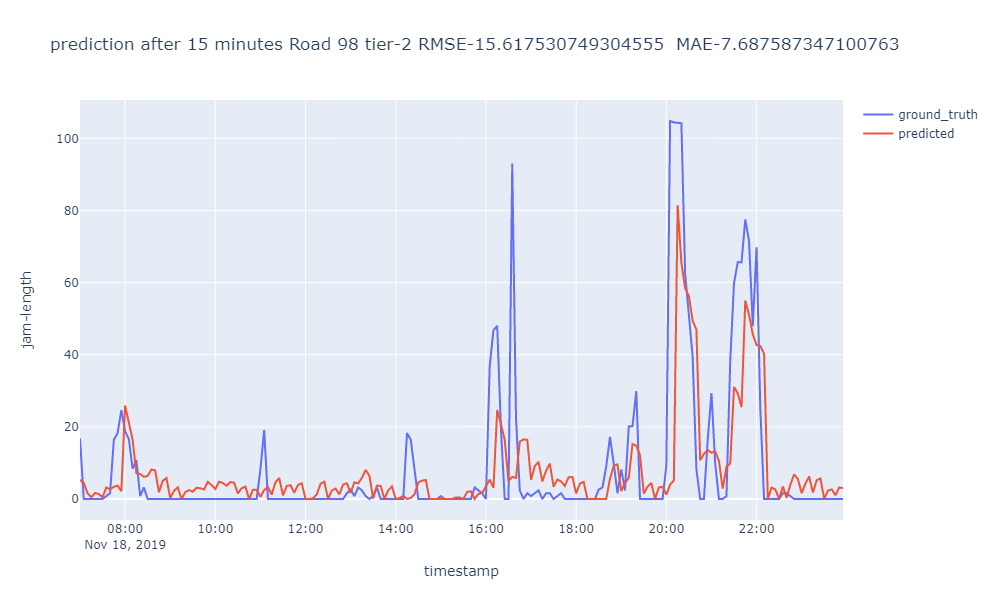 prediction after 15 minutes Road 98 tier-2 RMSE-15.617530749304555  MAE-7.687587347100763
ground_truth
predicted
100
80
60
40
20
0
jam-length
08:00 10:00 12:00 14:00 16:00 18:00 20:00 22:00
Nov 18, 2019
timestamp